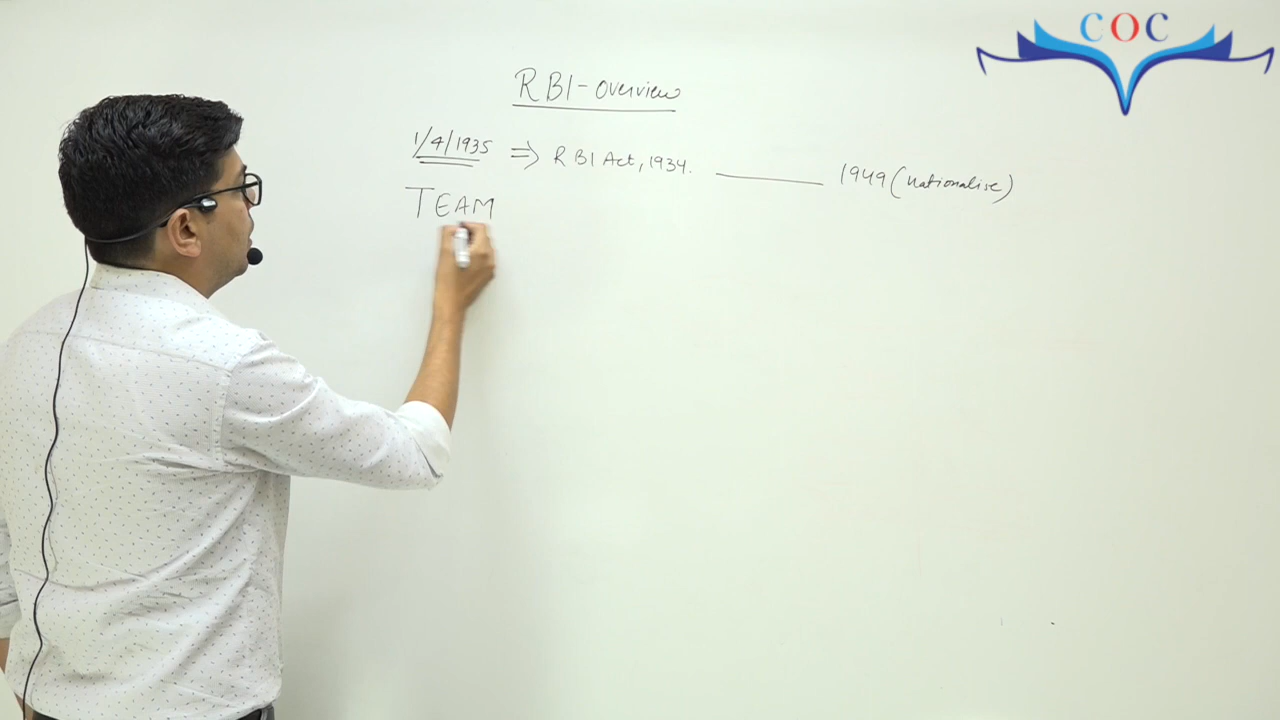 COC
RBI - Overview
1/4/1935 ⇒ RBI Act, 1934. ——— 1949 (Nationalise)
TEAM